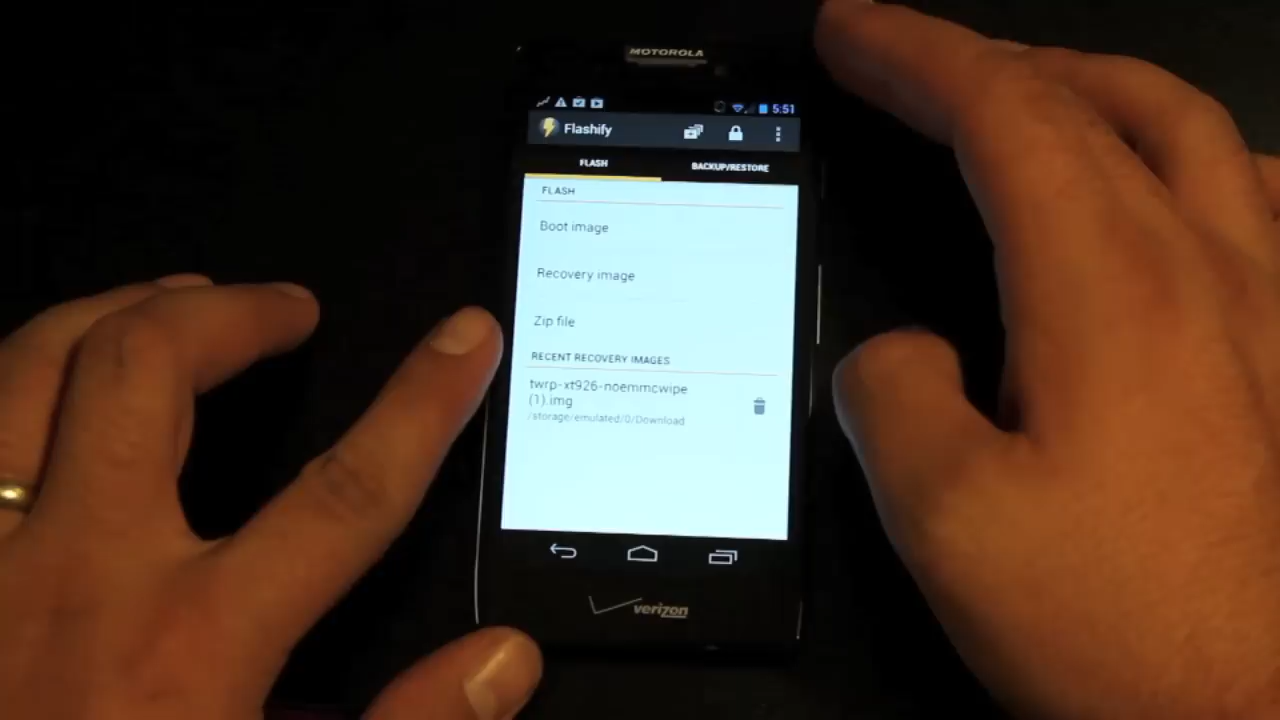 MOTOROLA
5:51
Flashify
FLASH
BACKUP/RESTORE
FLASH
Boot image
Recovery image
Zip file
RECENT RECOVERY IMAGES
twrp-xt926-noemmcwipe
(1).img
/storage/emulated/0/Download
verizon